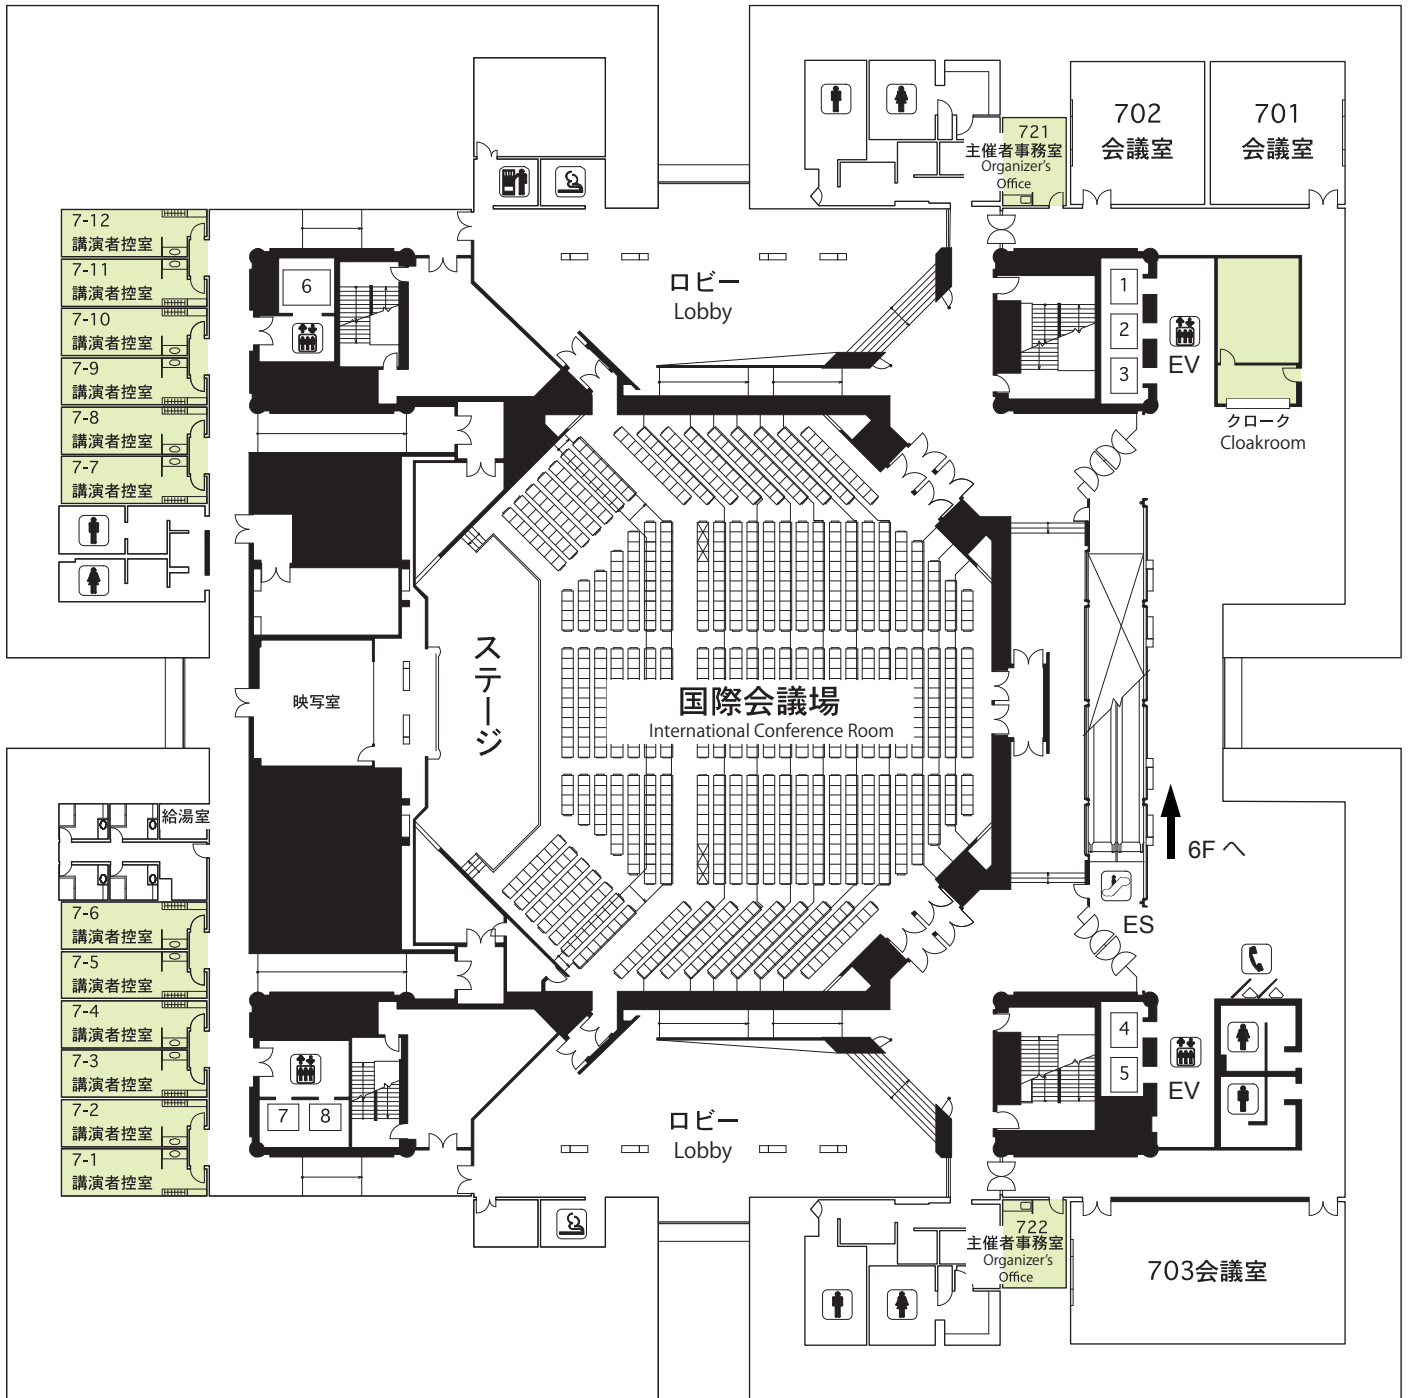 702
会議室
701
会議室
721
主催者事務室
Organizer's
Office
7-12
講演者控室
7-11
講演者控室
7-10
講演者控室
7-9
講演者控室
7-8
講演者控室
7-7
講演者控室
6
ロビー
Lobby
1
2
3
EV
クローク
Cloakroom
映写室
ステージ
国際会議場
International Conference Room
給湯室
6F へ
ES
7-6
講演者控室
7-5
講演者控室
7-4
講演者控室
7-3
講演者控室
7-2
講演者控室
7-1
講演者控室
7
8
ロビー
Lobby
4
5
EV
722
主催者事務室
Organizer's
Office
703会議室